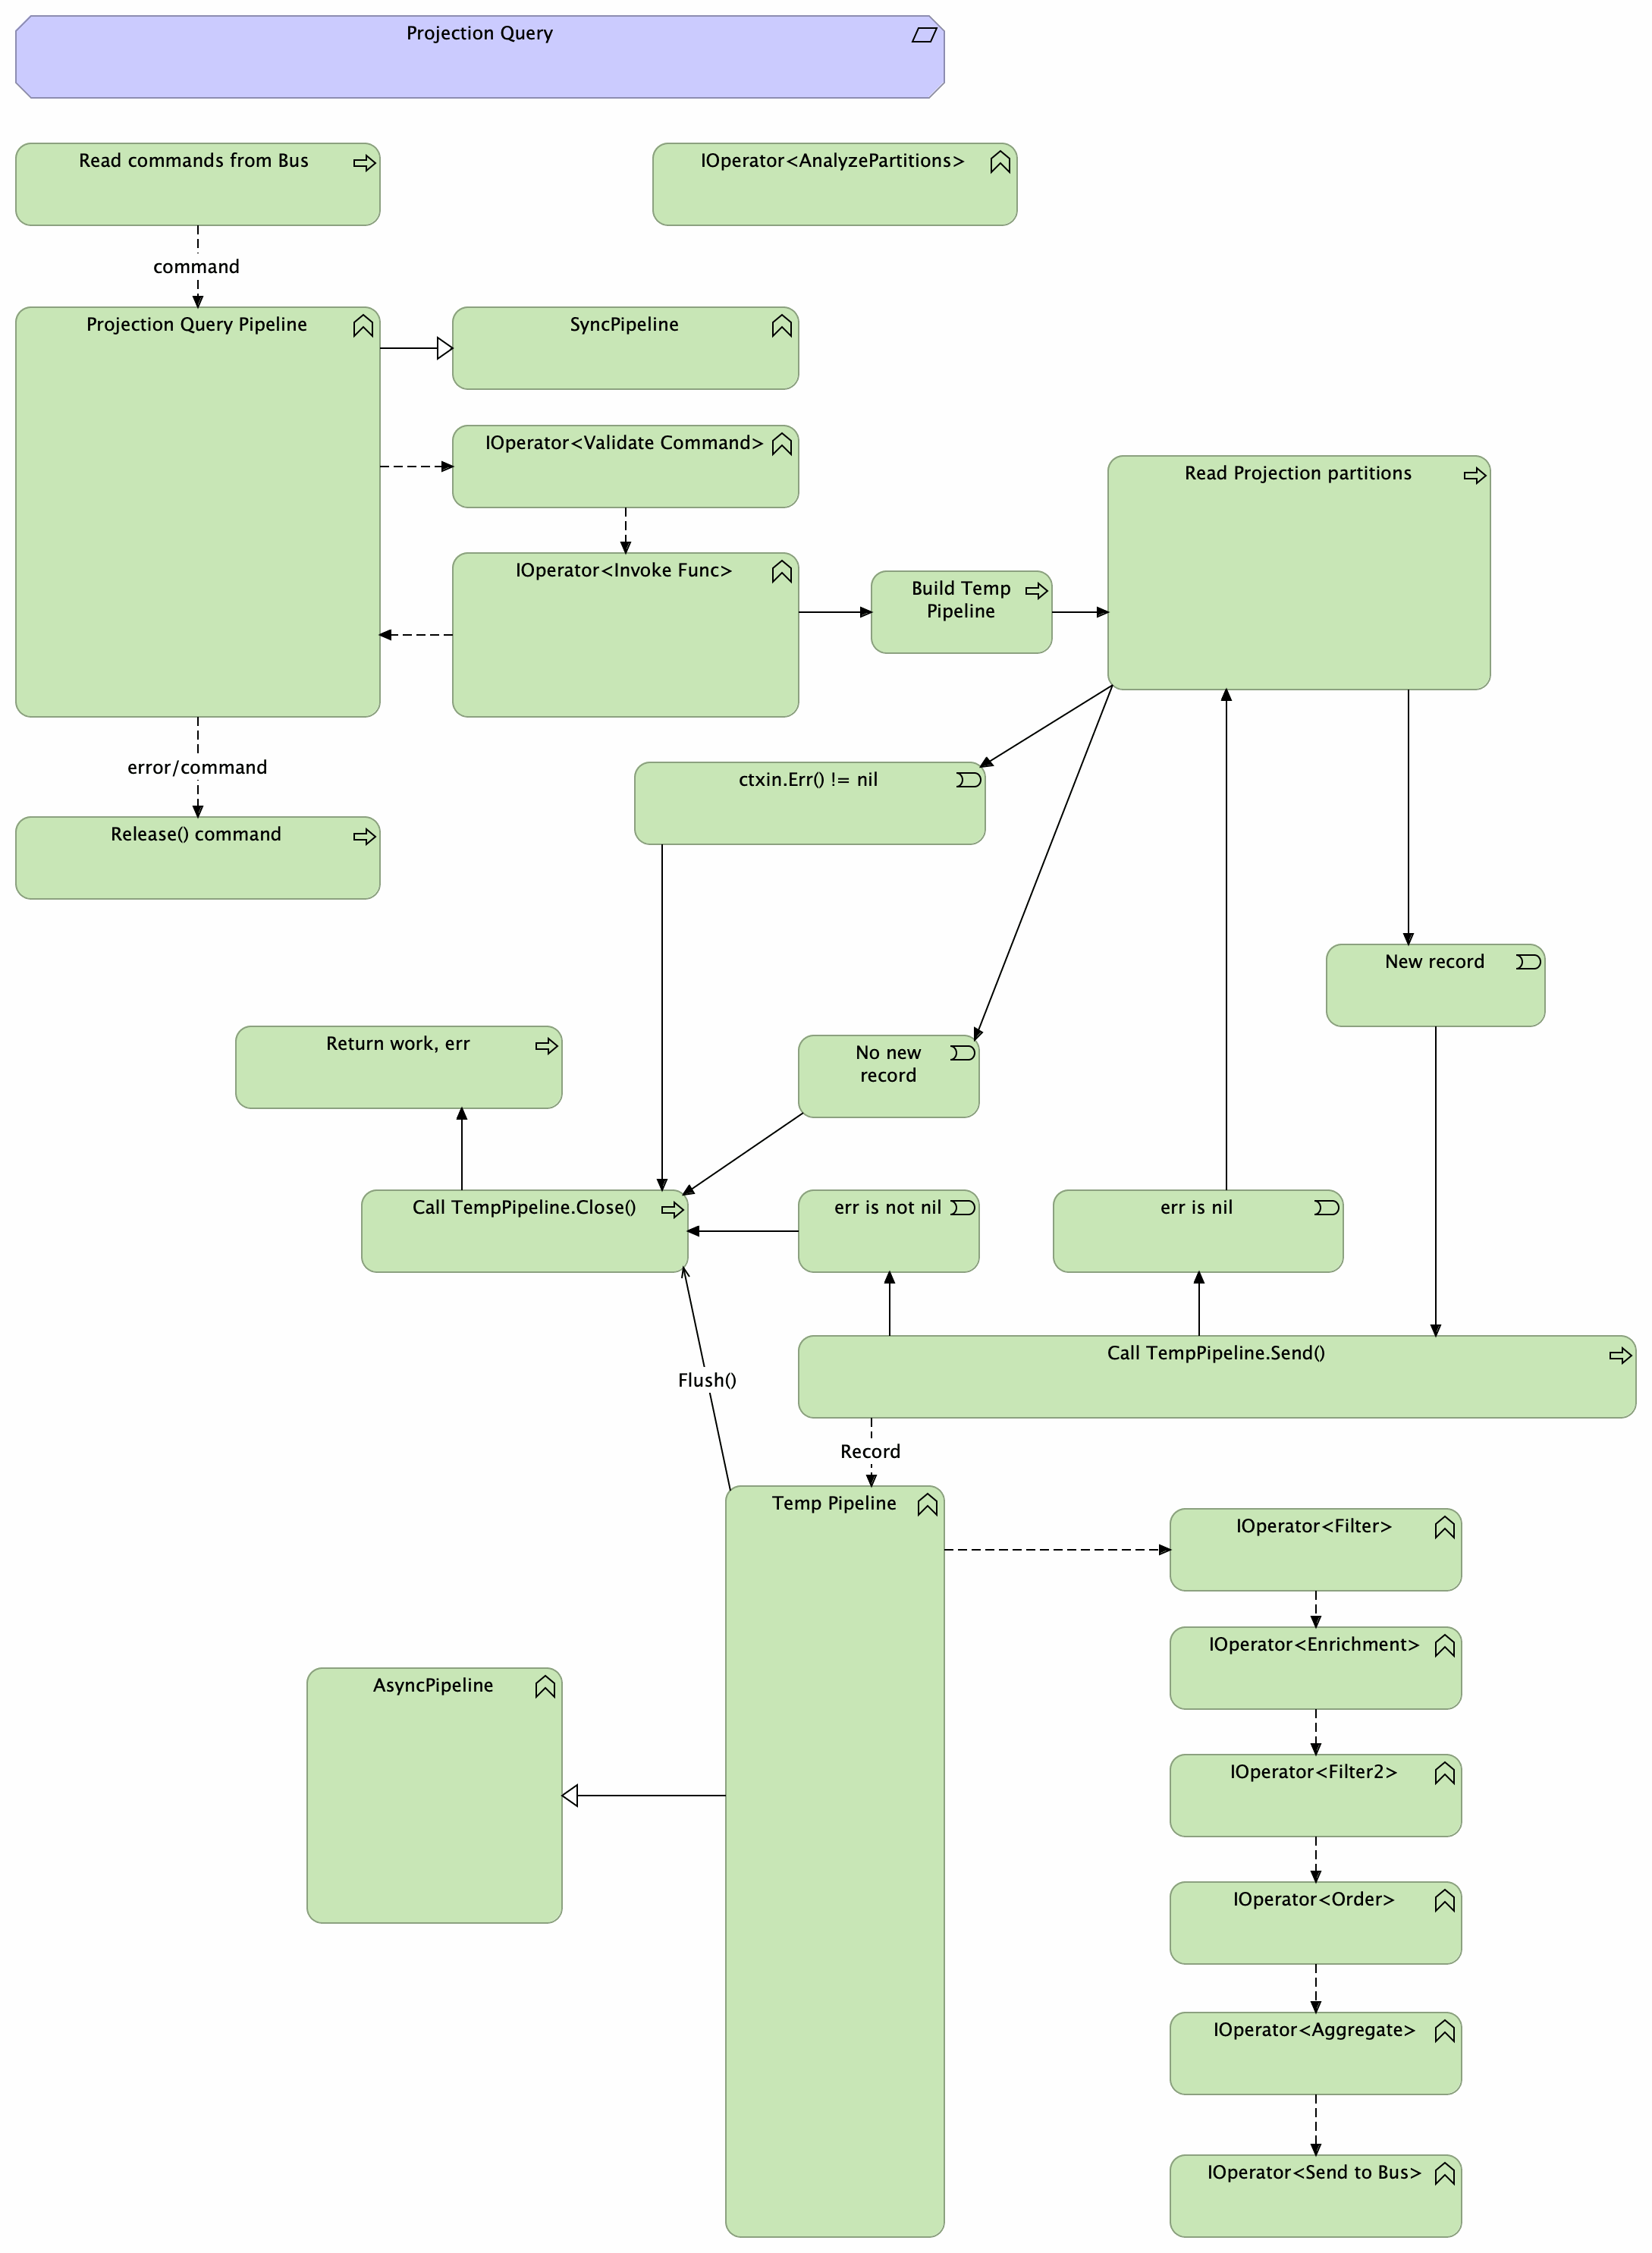 Projection Query
Read commands from Bus
IOperator<AnalyzePartitions>
command
Projection Query Pipeline
SyncPipeline
IOperator<Validate Command>
Read Projection partitions
IOperator<Invoke Func>
Build Temp
Pipeline
error/command
ctxin.Err() != nil
Release() command
New record
Return work, err
No new
record
Call TempPipeline.Close()
err is not nil
err is nil
Call TempPipeline.Send()
Flush()
Record
Temp Pipeline
IOperator<Filter>
IOperator<Enrichment>
AsyncPipeline
IOperator<Filter2>
IOperator<Order>
IOperator<Aggregate>
IOperator<Send to Bus>